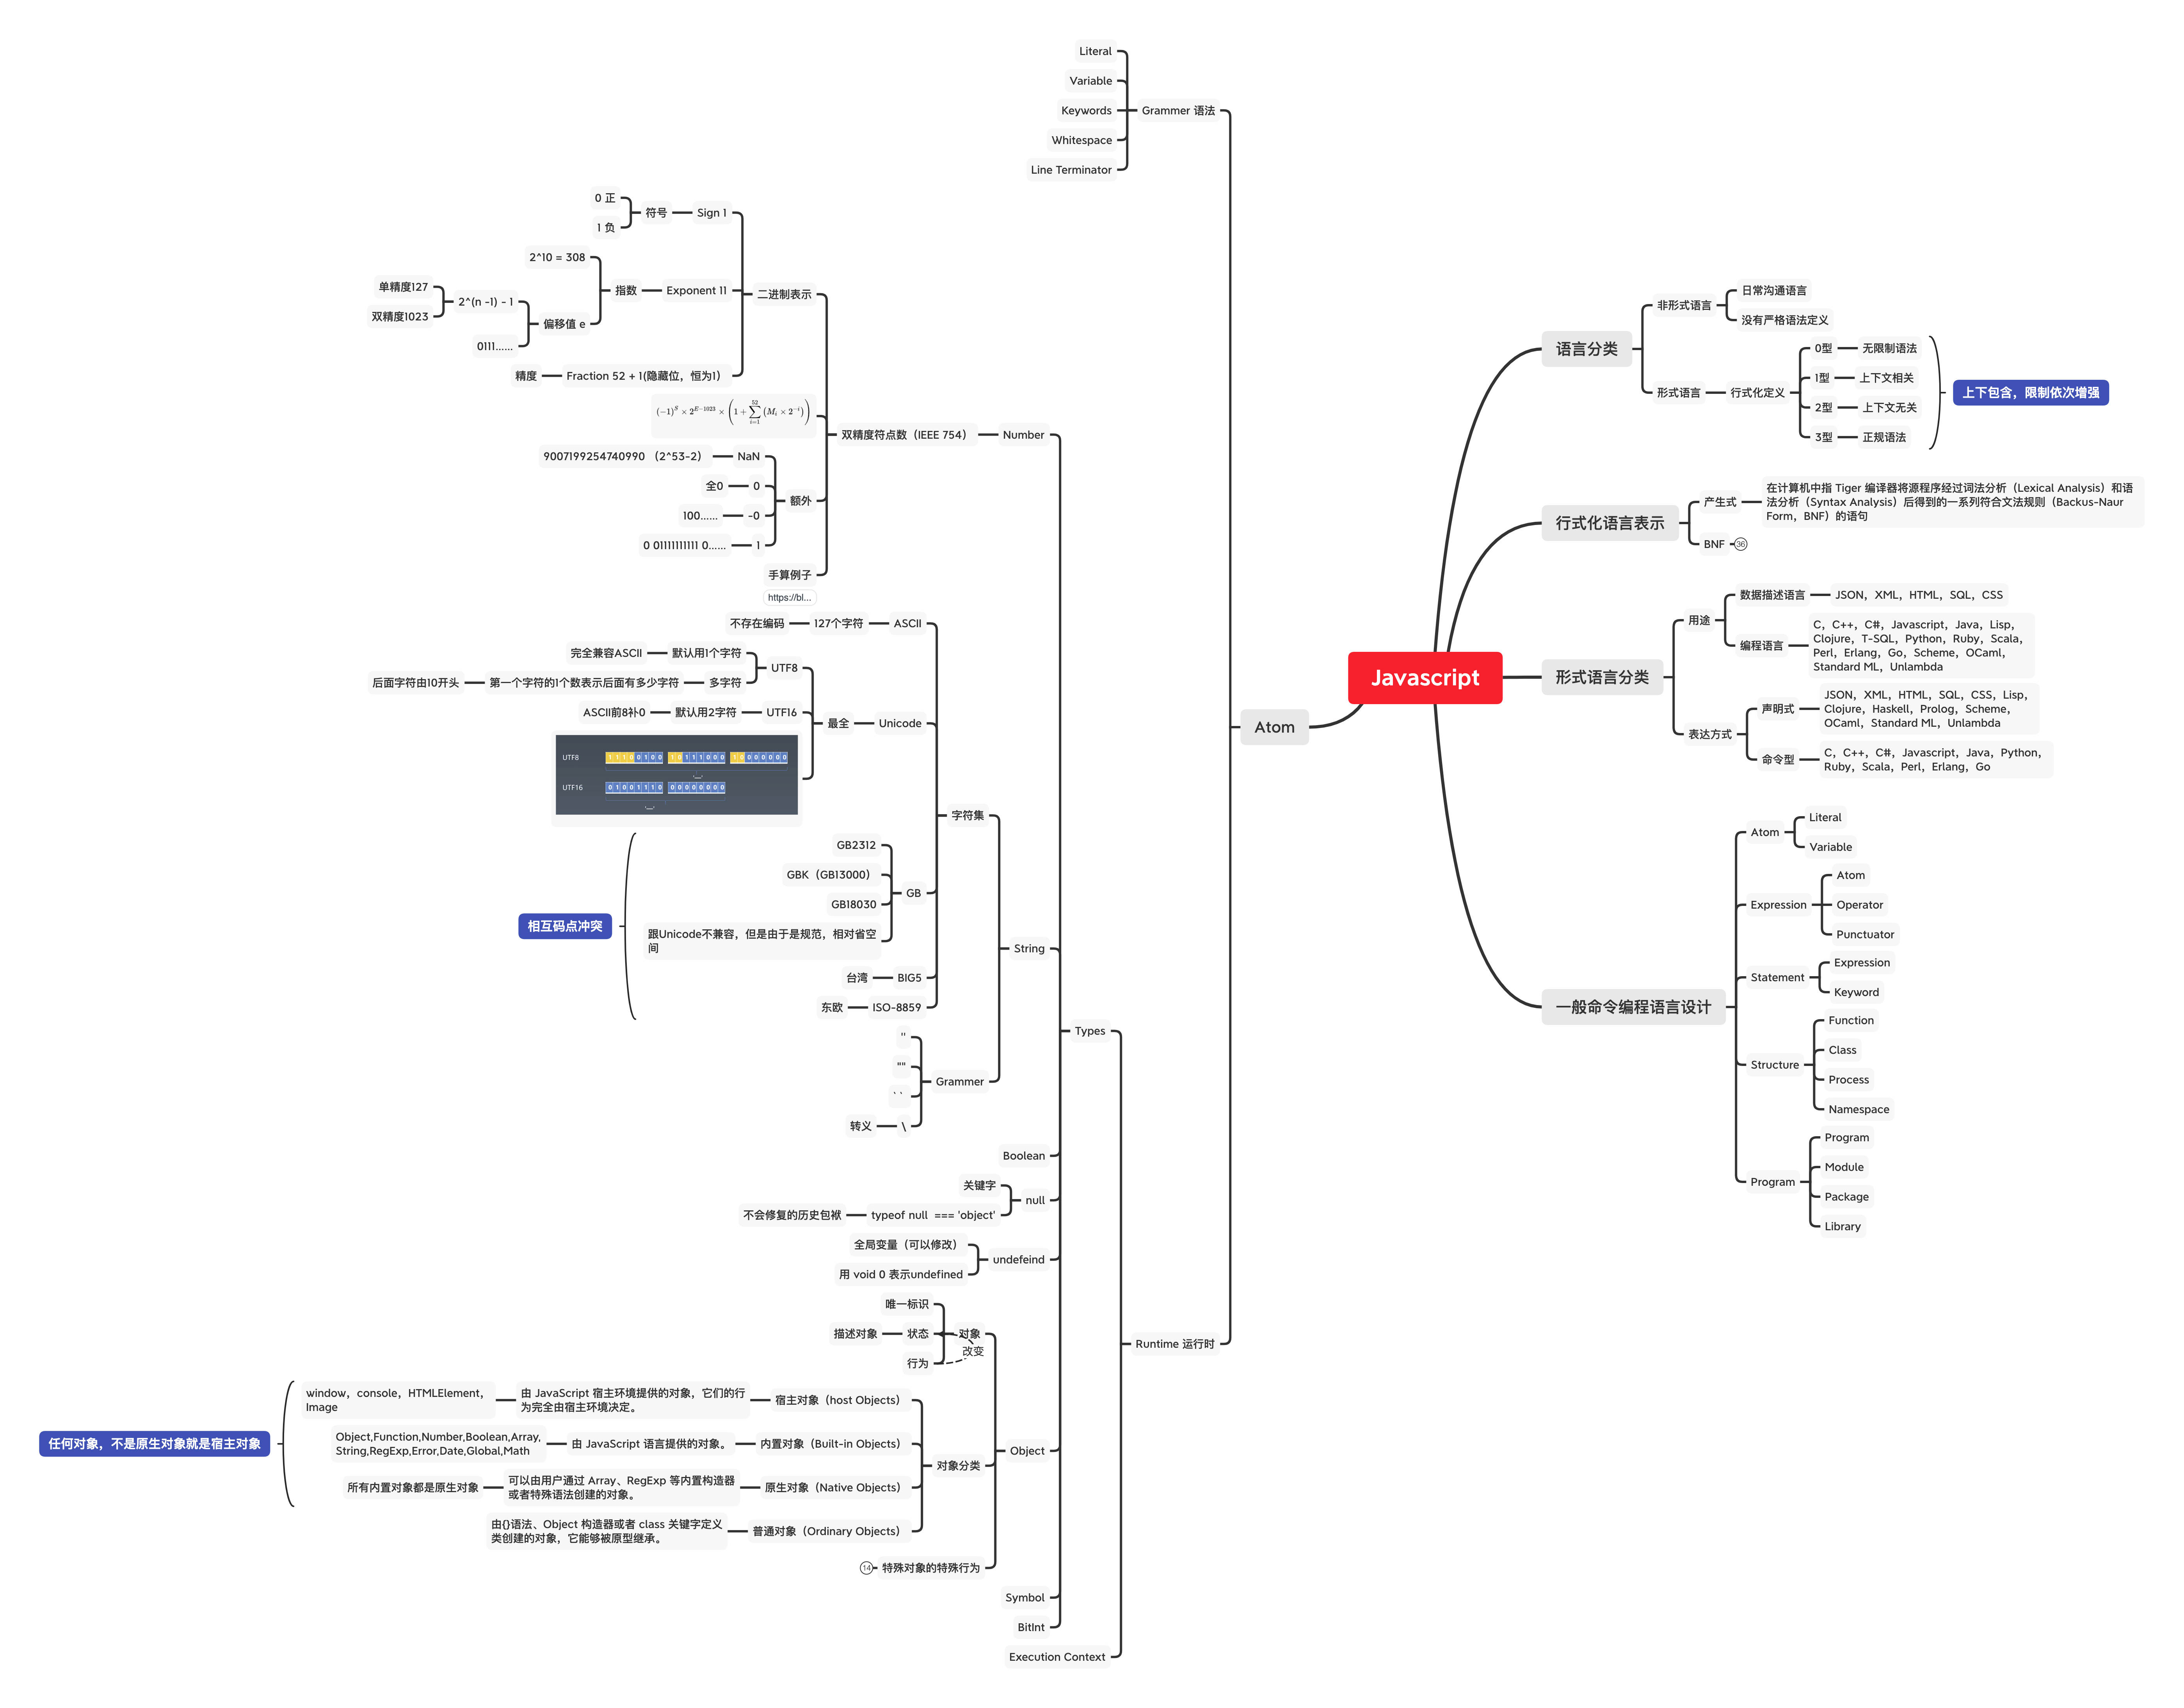 Javascript
语言分类
非形式语言
日常沟通语言
没有严格语法定义
形式语言
行式化定义
0型
无限制语法
1型
上下文相关
2型
上下文无关
3型
正规语法
上下包含，限制依次增强
行式化语言表示
产生式
在计算机中指 Tiger 编译器将源程序经过词法分析（Lexical Analysis）和语
法分析（Syntax Analysis）后得到的一系列符合文法规则（Backus-Naur
Form，BNF）的语句
BNF
36
形式语言分类
用途
数据描述语言
JSON，XML，HTML，SQL，CSS
编程语言
C，C++，C#，Javascript，Java，Lisp，
Clojure，T-SQL，Python，Ruby，Scala，
Perl，Erlang，Go，Scheme，OCaml，
Standard ML，Unlambda
表达方式
声明式
JSON，XML，HTML，SQL，CSS，Lisp，
Clojure，Haskell，Prolog，Scheme，
OCaml，Standard ML，Unlambda
命令型
C，C++，C#，Javascript，Java，Python，
Ruby，Scala，Perl，Erlang，Go
一般命令编程语言设计
Atom
Literal
Variable
Expression
Atom
Operator
Punctuator
Statement
Expression
Keyword
Structure
Function
Class
Process
Namespace
Program
Program
Module
Package
Library
Atom
Grammer 语法
Literal
Variable
Keywords
Whitespace
Line Terminator
Runtime 运行时
Types
Number
双精度符点数（IEEE 754）
二进制表示
Sign 1
符号
0 正
1 负
Exponent 11
指数
2^10 = 308
偏移值 e
2^(n -1) - 1
单精度127
双精度1023
0111......
Fraction 52 + 1(隐藏位，恒为1）
精度
(−1)^S × 2^{E−1023} × (1 + ∑_{i=1}^{52} (M_i × 2^{−i}))
额外
NaN
9007199254740990 （2^53-2）
0
全0
-0
100......
1
0 01111111111 0......
手算例子
https://bl...
String
字符集
ASCII
127个字符
不存在编码
Unicode
最全
UTF8
默认用1个字符
完全兼容ASCII
多字符
第一个字符的1个数表示后面有多少字符
后面字符由10开头
UTF16
默认用2字符
ASCII前8补0
UTF8 1 1 1 0 0 1 0 0 1 0 1 1 1 0 0 0 1 0 0 0 0 0 0 0
UTF16 0 1 0 0 1 1 1 0 0 0 0 0 0 0 0 0
GB
GB2312
GBK（GB13000）
GB18030
跟Unicode不兼容，但是由于是规范，相对省空
间
BIG5
台湾
ISO-8859
东欧
相互码点冲突
Grammer
''
""
` `
\
转义
Boolean
null
关键字
typeof null === 'object'
不会修复的历史包袱
undefeind
全局变量（可以修改）
用 void 0 表示undefined
Object
对象
唯一标识
状态
描述对象
行为
改变
对象分类
宿主对象（host Objects）
由 JavaScript 宿主环境提供的对象，它们的行
为完全由宿主环境决定。
window，console，HTMLElement，
Image
内置对象（Built-in Objects）
由 JavaScript 语言提供的对象。
Object,Function,Number,Boolean,Array,
String,RegExp,Error,Date,Global,Math
原生对象（Native Objects）
可以由用户通过 Array、RegExp 等内置构造器
或者特殊语法创建的对象。
所有内置对象都是原生对象
普通对象（Ordinary Objects）
由{}语法、Object 构造器或者 class 关键字定义
类创建的对象，它能够被原型继承。
任何对象，不是原生对象就是宿主对象
特殊对象的特殊行为
14
Symbol
BitInt
Execution Context